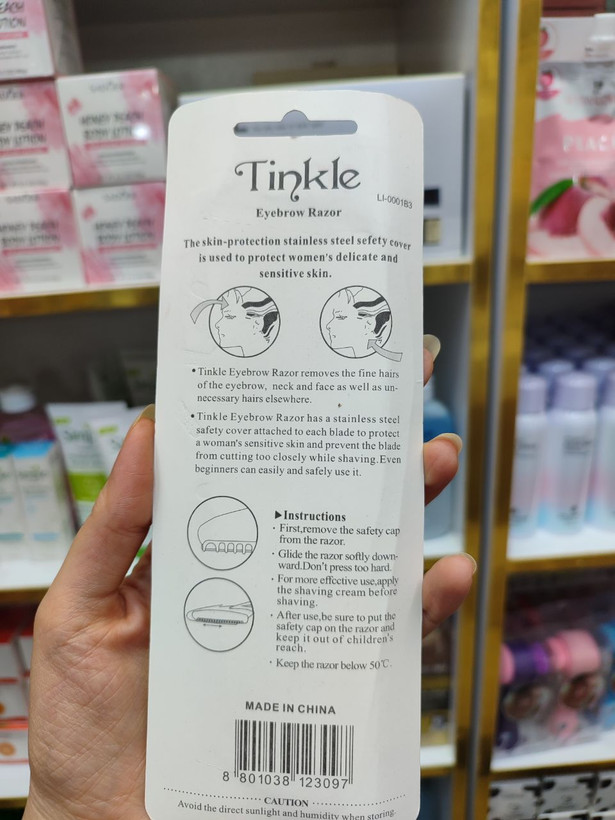 Tinkle
LI-0001B3
Eyebrow Razor
The skin-protection stainless steel sefety cover
is used to protect women's delicate and
sensitive skin.
•Tinkle Eyebrow Razor removes the fine hairs
of the eyebrow, neck and face as well as un-
necessary hairs elsewhere.
•Tinkle Eyebrow Razor has a stainless steel
safety cover attached to each blade to protect
a woman's sensitive skin and prevent the blade
from cutting too closely while shaving.Even
beginners can easily and safely use it.
▶Instructions
· First,remove the safety cap
from the razor.
· Glide the razor softly down-
ward.Don't press too hard.
· For more effective use,apply
the shaving cream before
shaving.
· After use,be sure to put the
safety cap on the razor and
keep it out of children's
reach.
· Keep the razor below 50℃.
MADE IN CHINA
8 801038 123097
CAUTION
Avoid the direct sunlight and humidity when storing.
PEAC